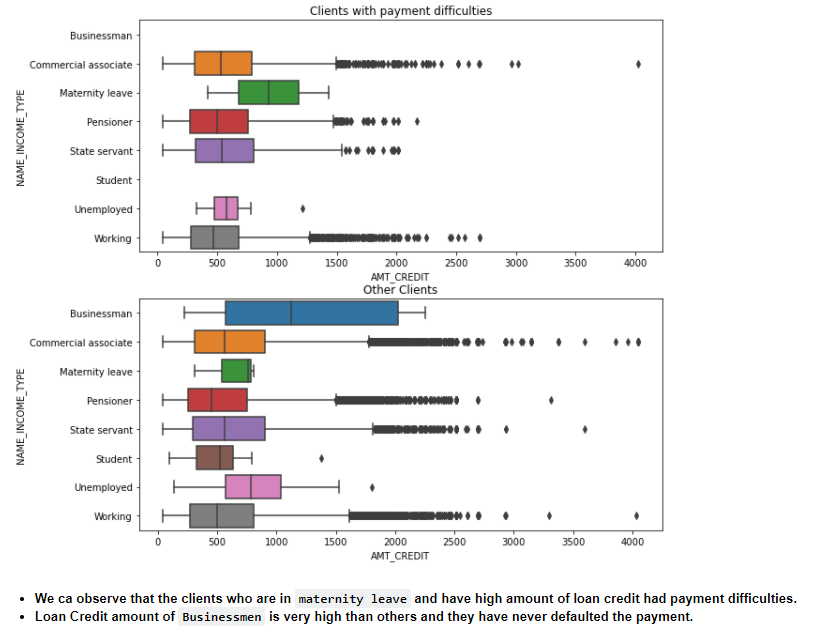 Clients with payment difficulties
Businessman
Commercial associate
Maternity leave
Pensioner
State servant
Student
Unemployed
Working
NAME_INCOME_TYPE
0 500 1000 1500 2000 2500 3000 3500 4000
AMT_CREDIT
Other Clients
Businessman
Commercial associate
Maternity leave
Pensioner
State servant
Student
Unemployed
Working
NAME_INCOME_TYPE
0 500 1000 1500 2000 2500 3000 3500 4000
AMT_CREDIT
• We ca observe that the clients who are in maternity leave and have high amount of loan credit had payment difficulties.
• Loan Credit amount of Businessmen is very high than others and they have never defaulted the payment.